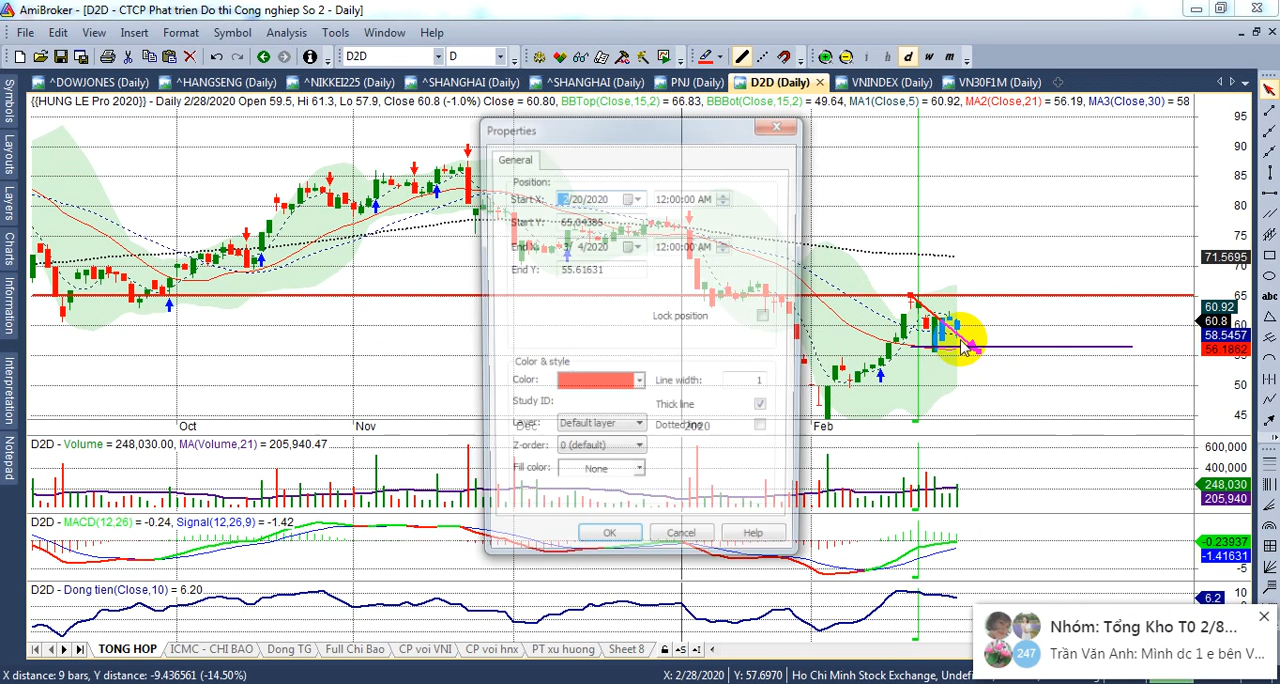 AmiBroker - [D2D - CTCP Phat trien Do thi Cong nghiep So 2 - Daily]
File Edit View Insert Format Symbol Analysis Tools Window Help
D2D D
i h d w m
^DOWJONES (Daily) ^HANGSENG (Daily) ^NIKKEI225 (Daily) ^SHANGHAI (Daily) ^SHANGHAI (Daily) PNJ (Daily) D2D (Daily) VNINDEX (Daily) VN30F1M (Daily)
{{HUNG LE Pro 2020}} - Daily 2/28/2020 Open 59.5, Hi 61.3, Lo 57.9, Close 60.8 (-1.0%) Close = 60.80, BBTop(Close,15,2) = 66.83, BBBot(Close,15,2) = 49.64, MA1(Close,5) = 60.92, MA2(Close,21) = 56.19, MA3(Close,30) = 58
Symbols
Layouts
Layers
Charts
Information
Interpretation
Notepad
95
90
85
80
75
71.5695
70
65
60.92
60.8
60
58.5457
56.1862
55
50
45
Properties
General
Position:
Start X: 2/20/2020 12:00:00 AM
Start Y: 65.04385
End X: 3/ 4/2020 12:00:00 AM
End Y: 55.61631
Lock position
Color & style
Color: Line width: 1
Study ID: Thick line
Layer: Default layer Dotted line
Z-order: 0 (default)
Fill color: None
OK Cancel Help
Oct Nov Dec 2020 Feb
D2D - Volume = 248,030.00, MA(Volume,21) = 205,940.47
600,000
400,000
248,030
205,940
D2D - MACD(12,26) = -0.24, Signal(12,26,9) = -1.42
-0.23937
-1.41631
-5
D2D - Dong tien(Close,10) = 6.20
10
6.2
TONG HOP ICMC - CHI BAO Dong TG Full Chi Bao CP voi VNI CP voi hnx PT xu huong Sheet 8
Nhóm: Tổng Kho T0 2/8...
247 Trần Văn Anh: Mình dc 1 e bên V...
X distance: 9 bars, Y distance: -9.436561 (-14.50%) X: 2/28/2020 Y: 57.6970 Ho Chi Minh Stock Exchange, Undef